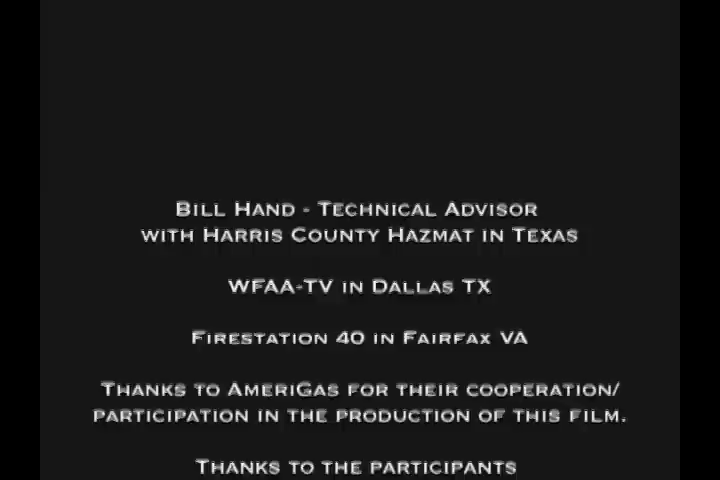 Bill Hand - Technical Advisor
with Harris County Hazmat in Texas
WFAA-TV in Dallas TX
Firestation 40 in Fairfax VA
Thanks to AmeriGas for their cooperation/
participation in the production of this film.
Thanks to the participants